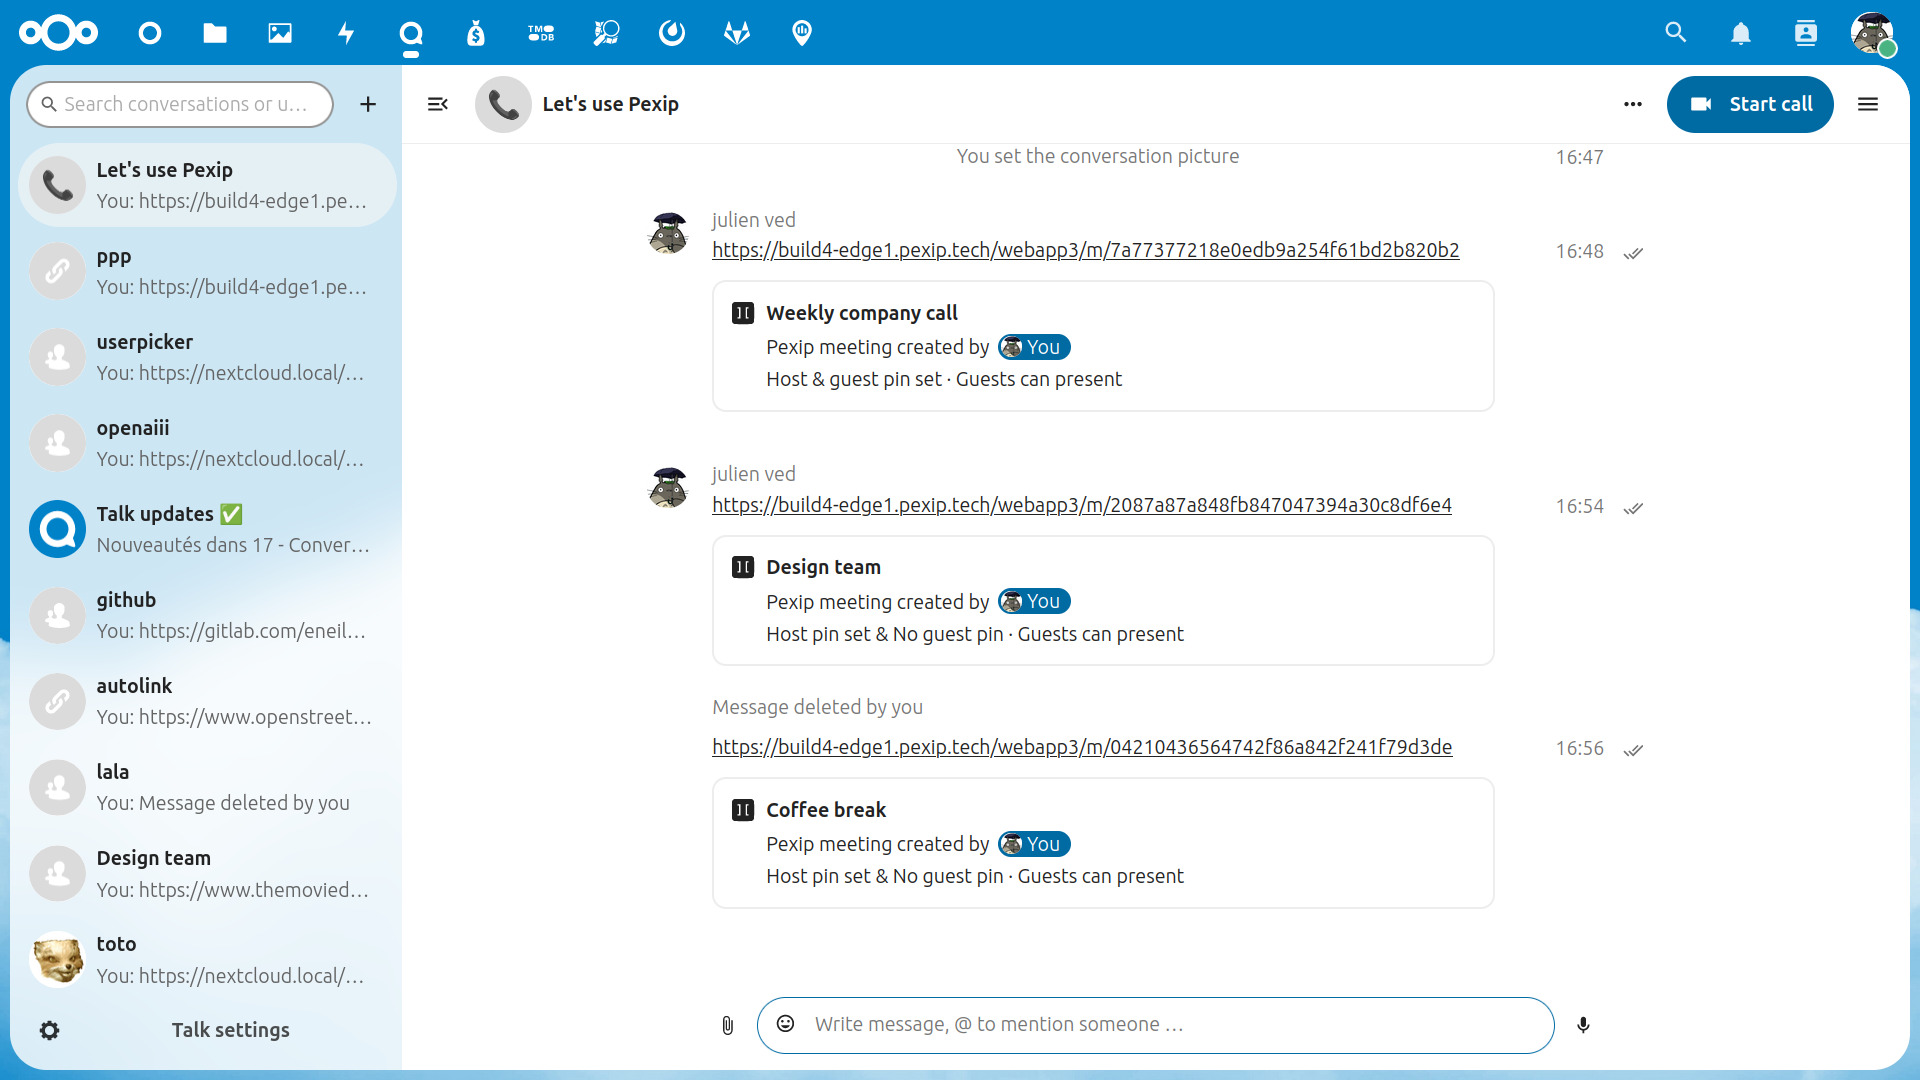 TMDB
Search conversations or u…
Let's use Pexip
You: https://build4-edge1.pe…
ppp
You: https://build4-edge1.pe…
userpicker
You: https://nextcloud.local/…
openaiii
You: https://nextcloud.local/…
Talk updates ✅
Nouveautés dans 17 - Conver…
github
You: https://gitlab.com/eneil…
autolink
You: https://www.openstreet…
lala
You: Message deleted by you
Design team
You: https://www.themovied…
toto
You: https://nextcloud.local/…
Talk settings
Let's use Pexip
Start call
You set the conversation picture 16:47
julien ved
https://build4-edge1.pexip.tech/webapp3/m/7a77377218e0edb9a254f61bd2b820b2 16:48
Weekly company call
Pexip meeting created by You
Host & guest pin set · Guests can present
julien ved
https://build4-edge1.pexip.tech/webapp3/m/2087a87a848fb847047394a30c8df6e4 16:54
Design team
Pexip meeting created by You
Host pin set & No guest pin · Guests can present
Message deleted by you
https://build4-edge1.pexip.tech/webapp3/m/04210436564742f86a842f241f79d3de 16:56
Coffee break
Pexip meeting created by You
Host pin set & No guest pin · Guests can present
Write message, @ to mention someone …